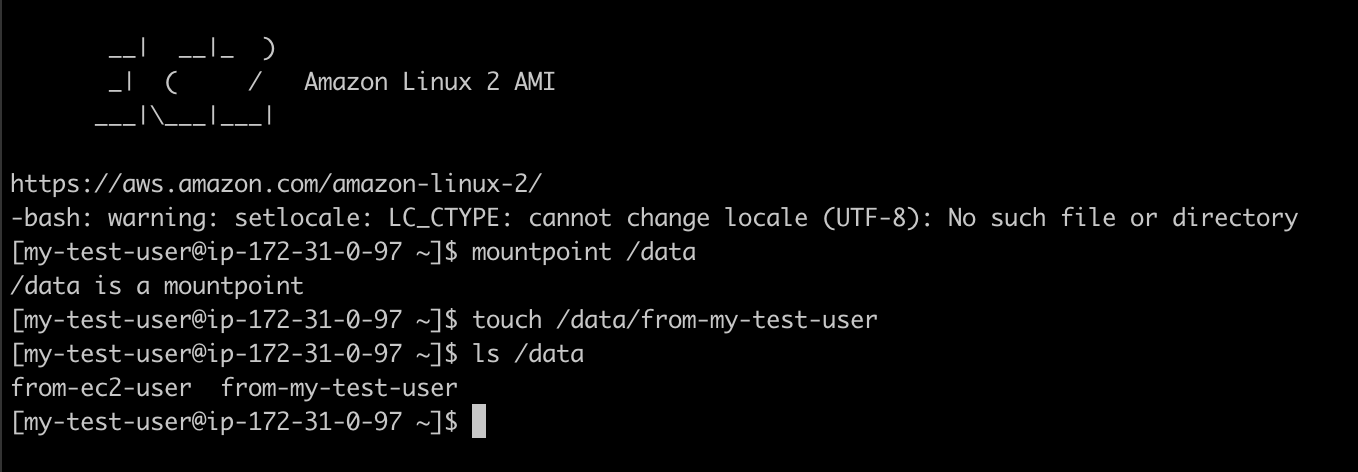 __|  __|_  )
       _|  (     /   Amazon Linux 2 AMI
      ___|\___|___|
https://aws.amazon.com/amazon-linux-2/
-bash: warning: setlocale: LC_CTYPE: cannot change locale (UTF-8): No such file or directory
[my-test-user@ip-172-31-0-97 ~]$ mountpoint /data
/data is a mountpoint
[my-test-user@ip-172-31-0-97 ~]$ touch /data/from-my-test-user
[my-test-user@ip-172-31-0-97 ~]$ ls /data
from-ec2-user  from-my-test-user
[my-test-user@ip-172-31-0-97 ~]$